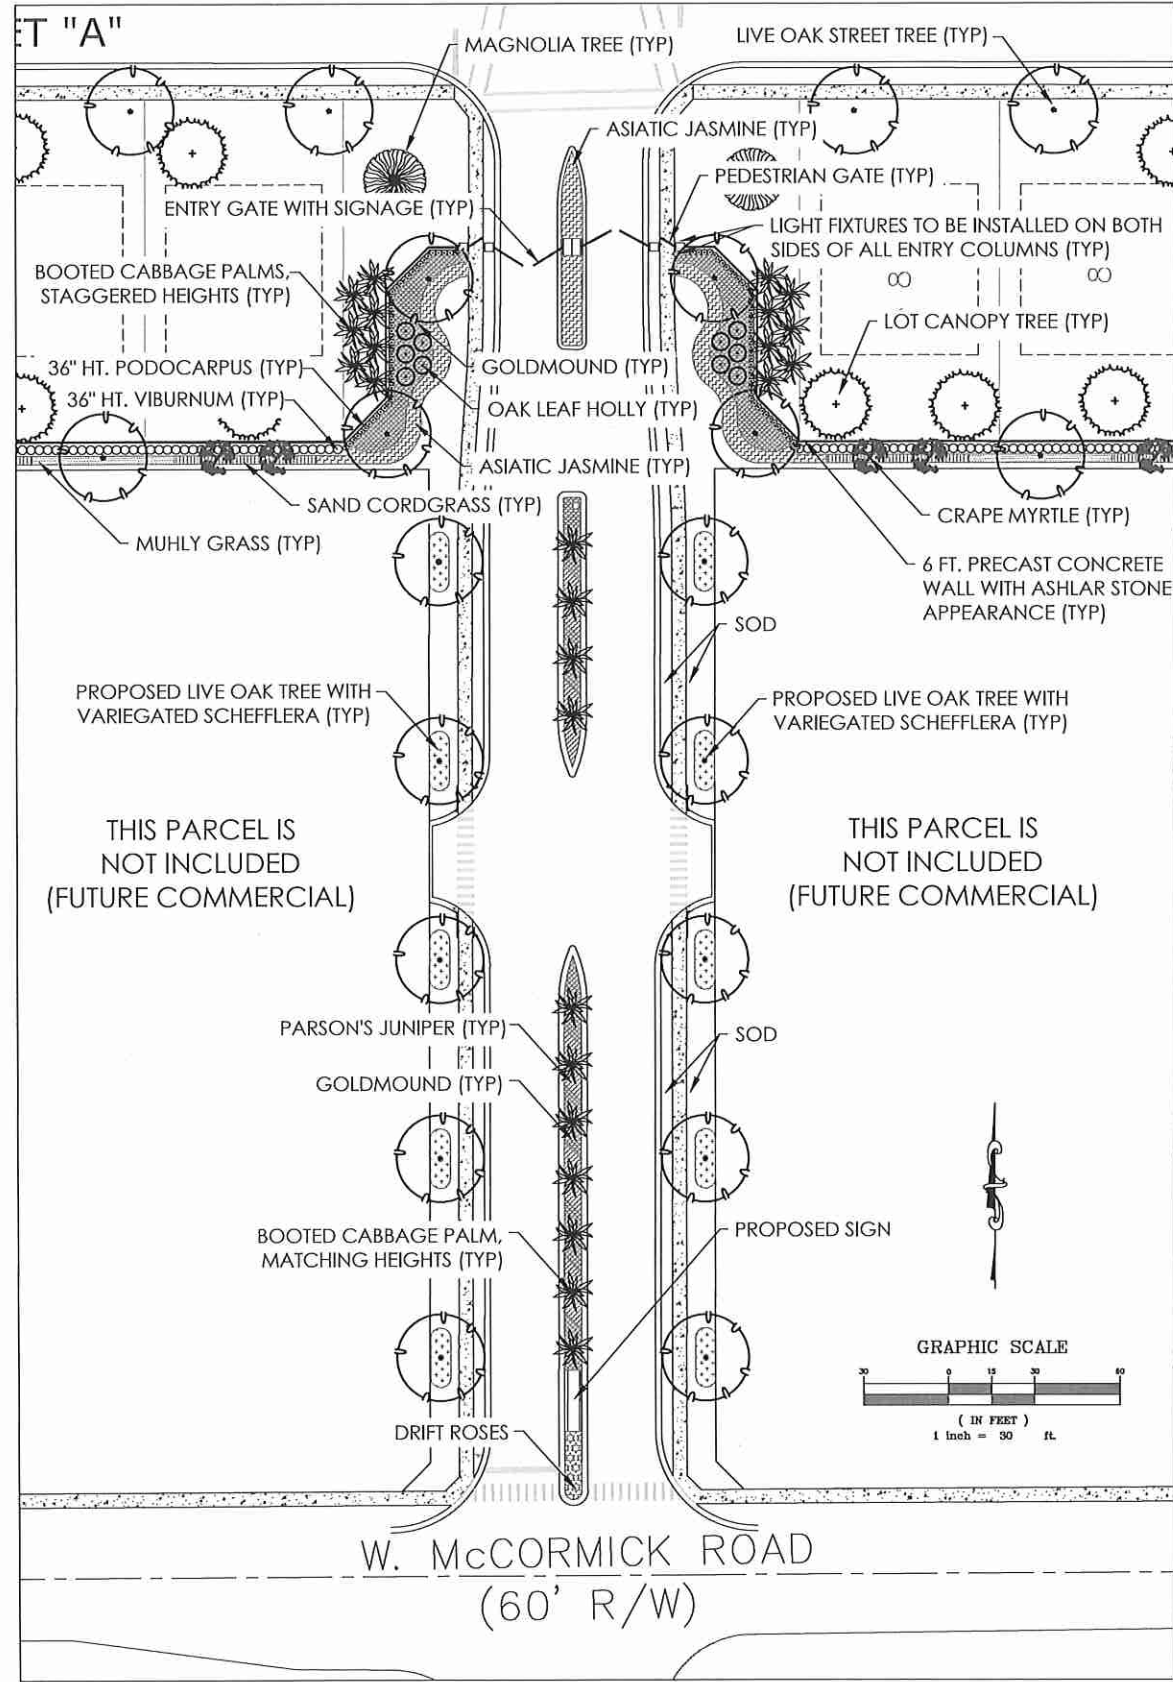 ET "A"
MAGNOLIA TREE (TYP)
LIVE OAK STREET TREE (TYP)
ASIATIC JASMINE (TYP)
PEDESTRIAN GATE (TYP)
ENTRY GATE WITH SIGNAGE (TYP)
LIGHT FIXTURES TO BE INSTALLED ON BOTH
SIDES OF ALL ENTRY COLUMNS (TYP)
BOOTED CABBAGE PALMS,
STAGGERED HEIGHTS (TYP)
LOT CANOPY TREE (TYP)
36" HT. PODOCARPUS (TYP)
GOLDMOUND (TYP)
36" HT. VIBURNUM (TYP)
OAK LEAF HOLLY (TYP)
ASIATIC JASMINE (TYP)
SAND CORDGRASS (TYP)
CRAPE MYRTLE (TYP)
MUHLY GRASS (TYP)
6 FT. PRECAST CONCRETE
WALL WITH ASHLAR STONE
APPEARANCE (TYP)
SOD
PROPOSED LIVE OAK TREE WITH
VARIEGATED SCHEFFLERA (TYP)
PROPOSED LIVE OAK TREE WITH
VARIEGATED SCHEFFLERA (TYP)
THIS PARCEL IS
NOT INCLUDED
(FUTURE COMMERCIAL)
THIS PARCEL IS
NOT INCLUDED
(FUTURE COMMERCIAL)
PARSON'S JUNIPER (TYP)
SOD
GOLDMOUND (TYP)
BOOTED CABBAGE PALM,
MATCHING HEIGHTS (TYP)
PROPOSED SIGN
GRAPHIC SCALE
30 0 15 30 60
( IN FEET )
1 inch = 30 ft.
DRIFT ROSES
W. McCORMICK ROAD
(60' R/W)